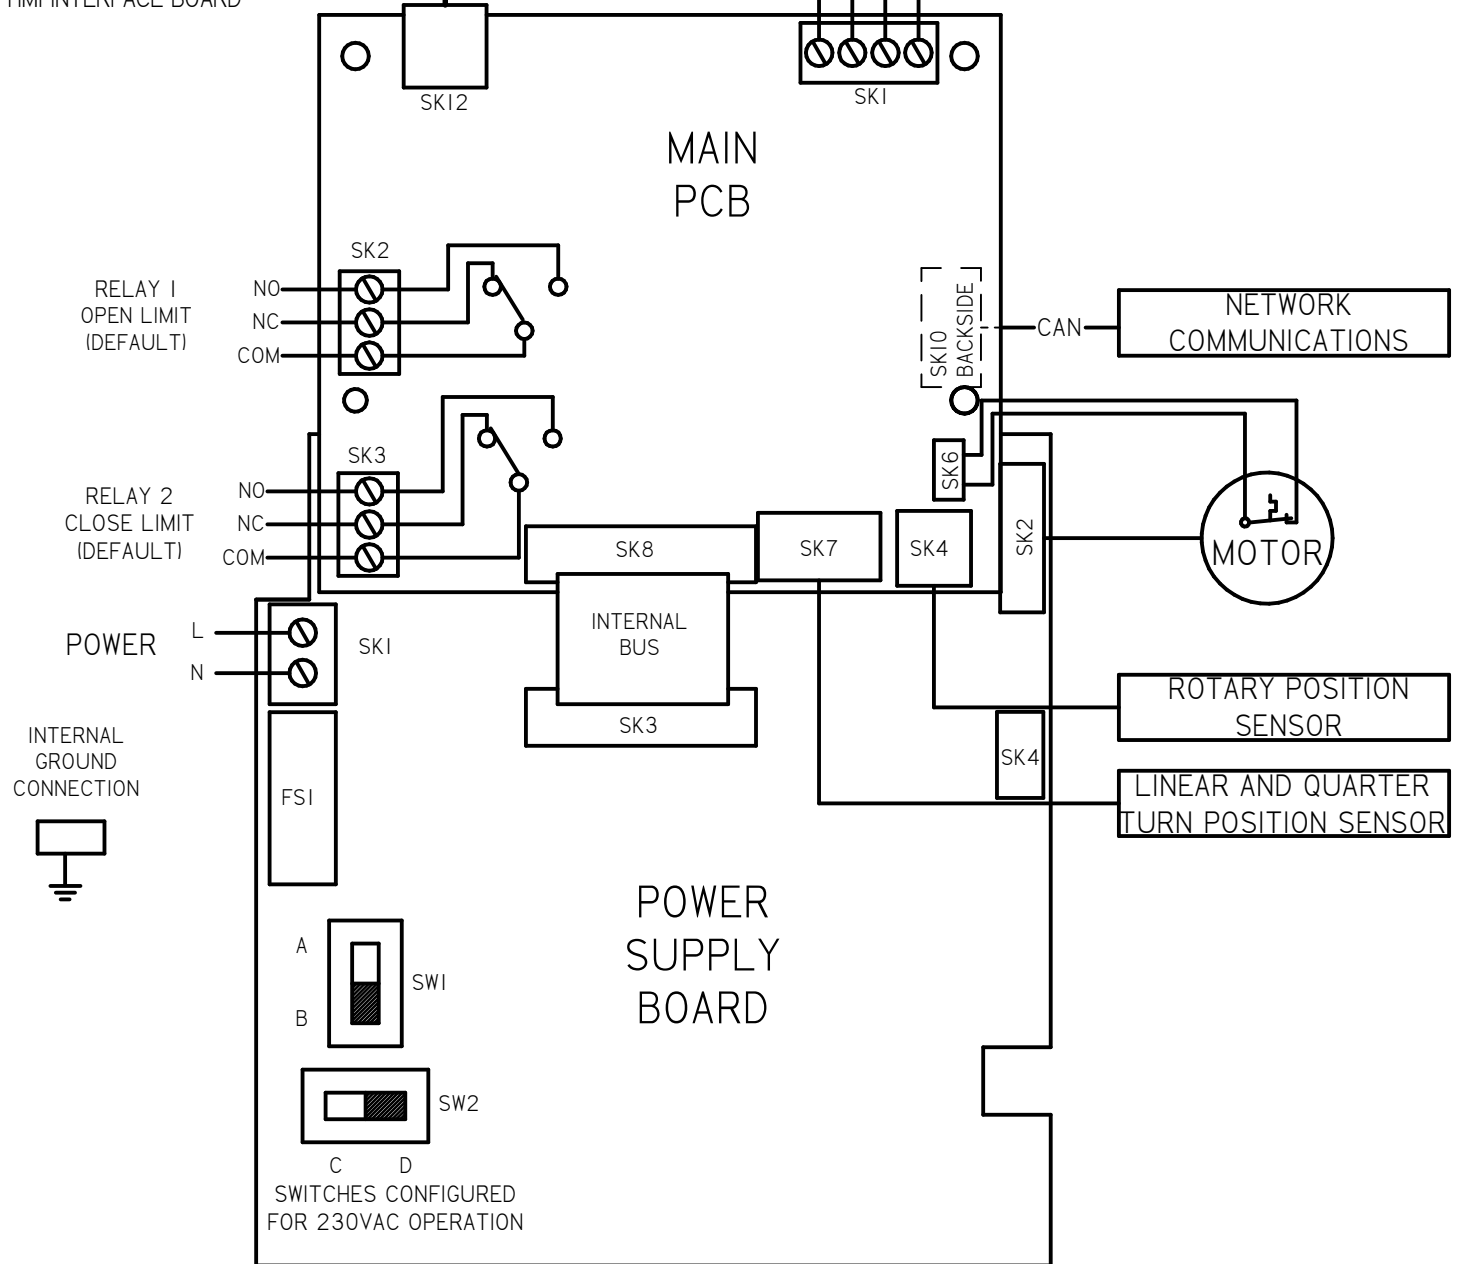 HMI INTERFACE BOARD
SK12
SK1
MAIN
PCB
SK2
RELAY 1
OPEN LIMIT
(DEFAULT)
NO
NC
COM
SK10
BACKSIDE
CAN
NETWORK
COMMUNICATIONS
SK3
RELAY 2
CLOSE LIMIT
(DEFAULT)
NO
NC
COM
SK6
SK8
SK7
SK4
SK2
MOTOR
INTERNAL
BUS
POWER
L
N
SK1
SK3
ROTARY POSITION
SENSOR
SK4
LINEAR AND QUARTER
TURN POSITION SENSOR
INTERNAL
GROUND
CONNECTION
FS1
POWER
SUPPLY
BOARD
A
B
SW1
SW2
C D
SWITCHES CONFIGURED
FOR 230VAC OPERATION